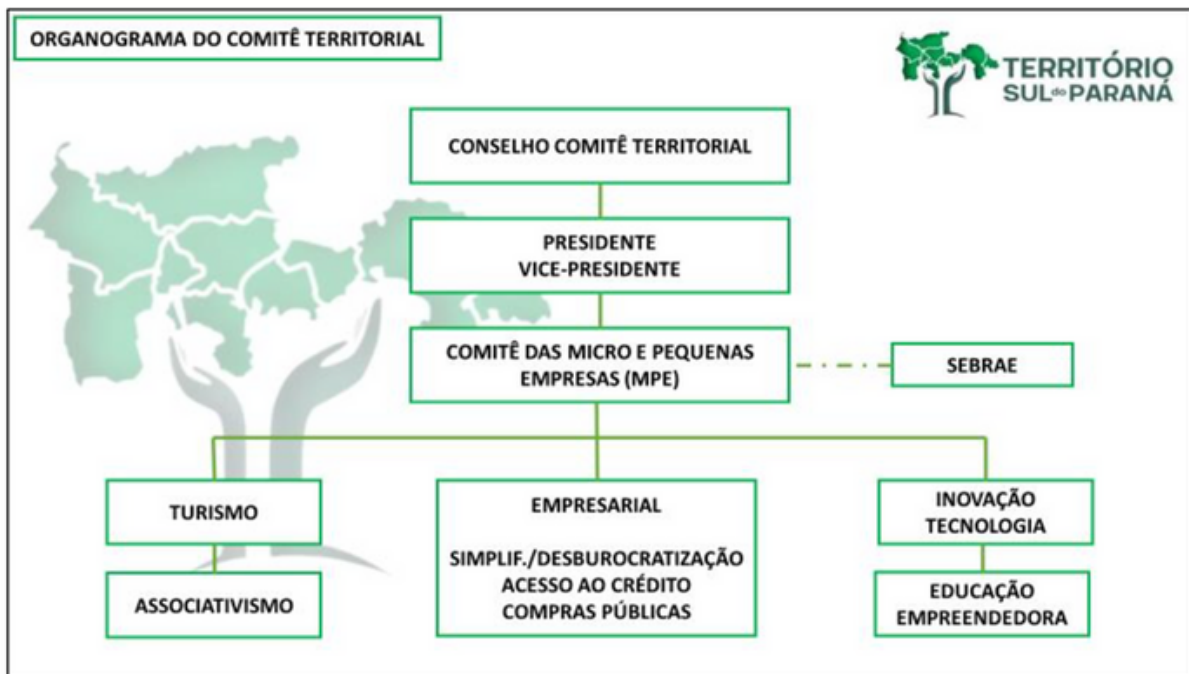 ORGANOGRAMA DO COMITÊ TERRITORIAL
TERRITÓRIO
SUL do PARANÁ
CONSELHO COMITÊ TERRITORIAL
PRESIDENTE
VICE-PRESIDENTE
COMITÊ DAS MICRO E PEQUENAS
EMPRESAS (MPE)
SEBRAE
TURISMO
EMPRESARIAL
SIMPLIF./DESBUROCRATIZAÇÃO
ACESSO AO CRÉDITO
COMPRAS PÚBLICAS
INOVAÇÃO
TECNOLOGIA
ASSOCIATIVISMO
EDUCAÇÃO
EMPREENDEDORA